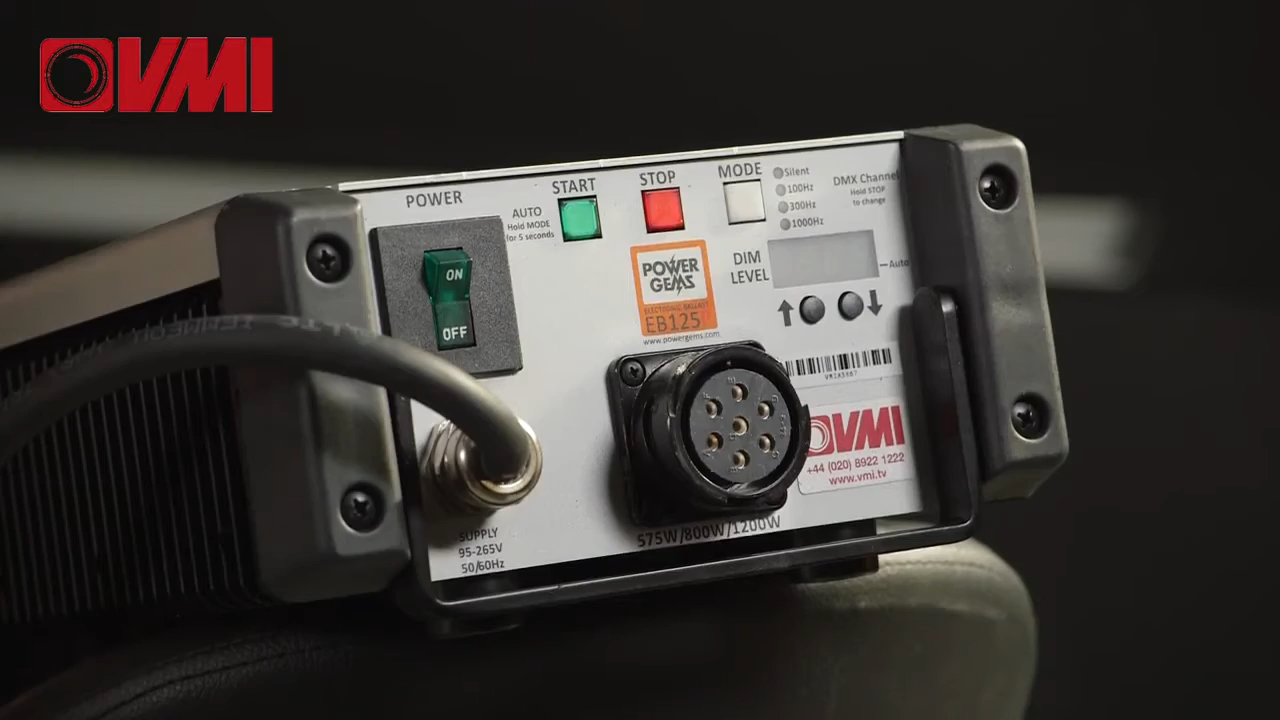 VMI
POWER
ON
OFF
AUTO
Hold MODE
for 5 seconds
START
STOP
MODE
Silent
100Hz
300Hz
1000Hz
DMX Channel
Hold STOP
to change
DIM
LEVEL
Auto
POWER
GEMS
ELECTRONIC BALLAST
EB125
www.powergems.com
VMI
+44 (020) 8922 1222
www.vmi.tv
575W/800W/1200W
SUPPLY
95-265V
50/60Hz